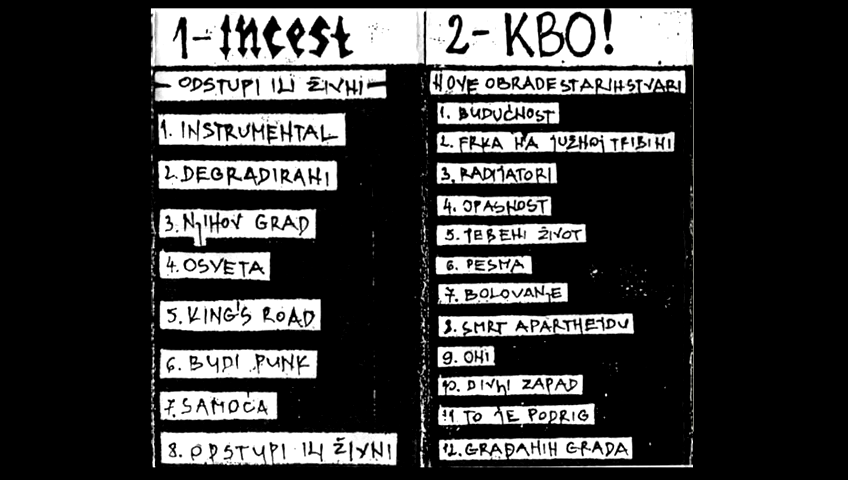 1- INCEST
ODSTUPI ILI ŽIVNI
1. INSTRUMENTAL
2. DEGRADIRANI
3. NJIHOV GRAD
4. OSVETA
5. KING'S ROAD
6. BUDI PUNK
7. SAMOĆA
8. ODSTUPI ILI ŽIVNI
2- KBO!
NOVE OBRADE STARIH STVARI
1. BUDUĆNOST
2. FRKA NA JUŽNOJ TRIBINI
3. RADIJATORI
4. OPASNOST
5. JEBENI ŽIVOT
6. PESMA
7. BOLOVANJE
8. SMRT APARTHEJDU
9. ONI
10. DIVNI ZAPAD
11 TO JE PODRIG
12. GRAĐANIH GRADA